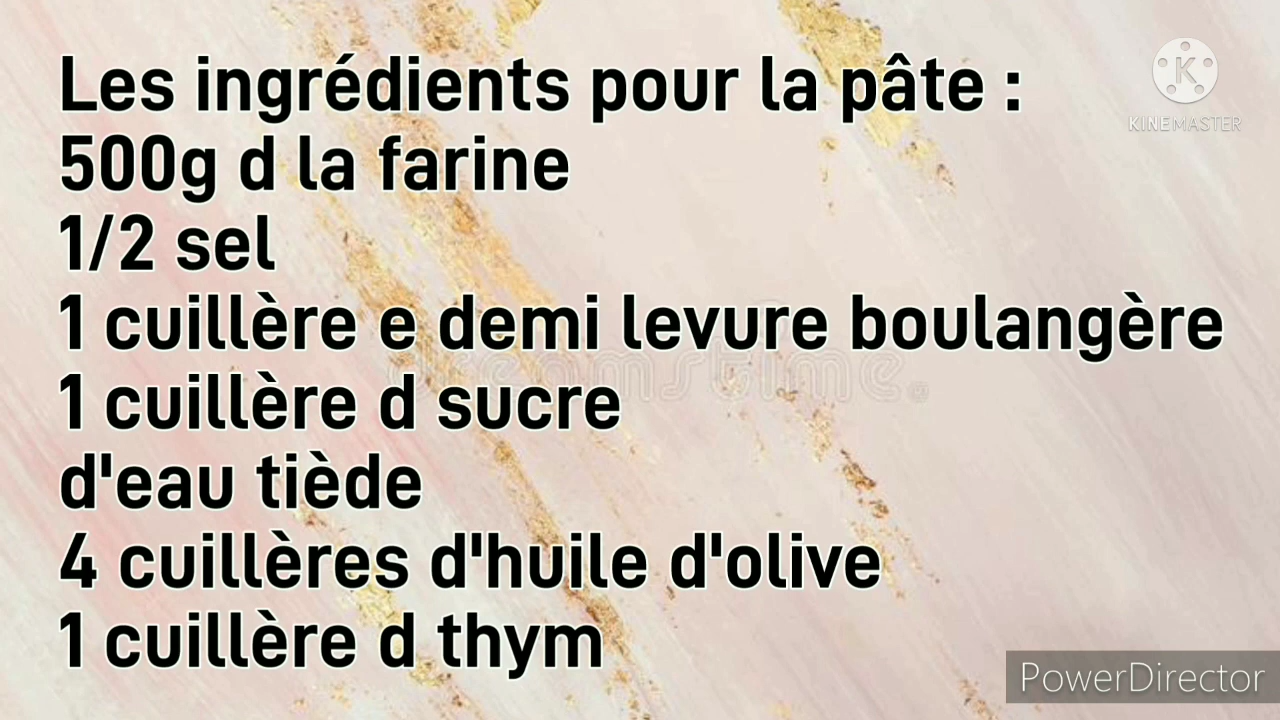 Les ingrédients pour la pâte :
500g d la farine
1/2 sel
1 cuillère e demi levure boulangère
1 cuillère d sucre
d'eau tiède
4 cuillères d'huile d'olive
1 cuillère d thym
K
KINEMASTER
dreamstime.
PowerDirector